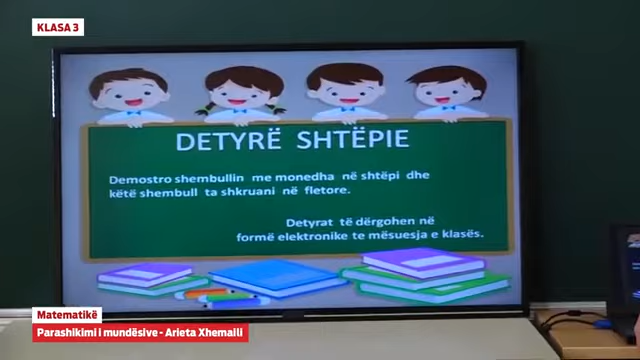 KLASA 3
DETYRË SHTËPIE
Demostro shembullin me monedha në shtëpi dhe
këtë shembull ta shkruani në fletore.
Detyrat të dërgohen në
formë elektronike te mësuesja e klasës.
Matematikë
Parashikimi i mundësive - Arieta Xhemaili